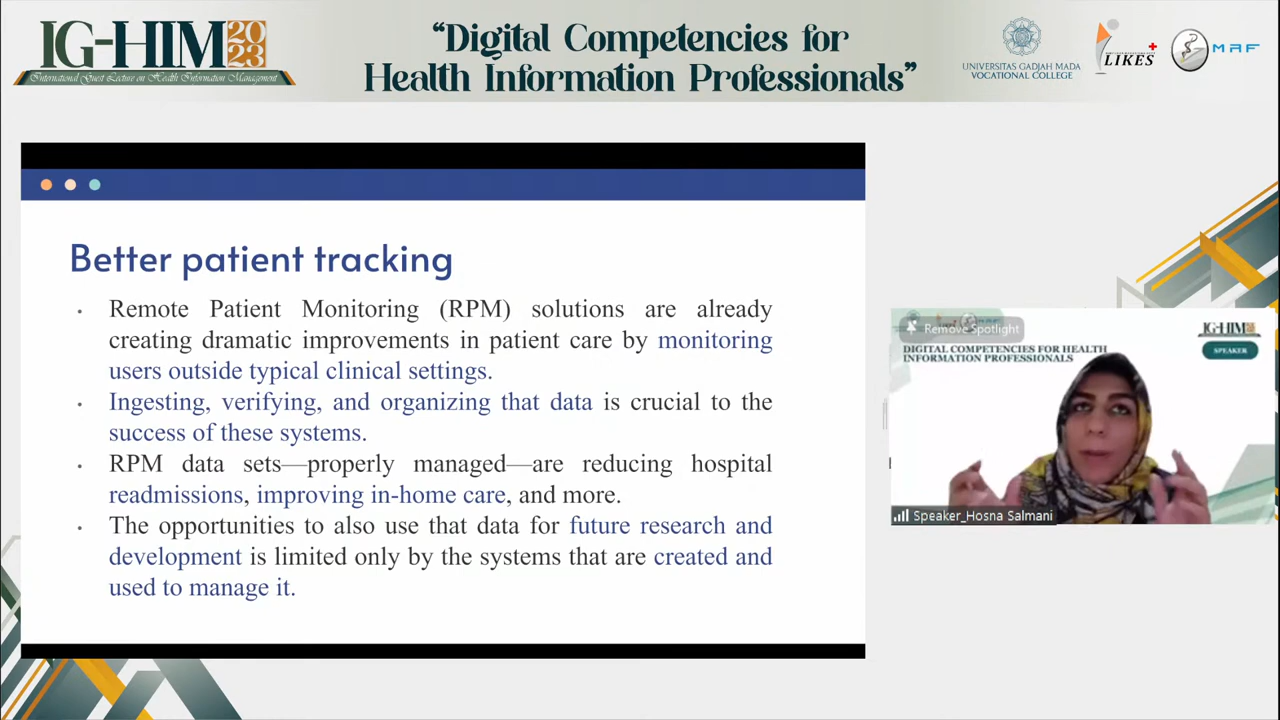 IG-HIM 2023
International Guest Lecture on Health Information Management
“Digital Competencies for
Health Information Professionals”
UNIVERSITAS GADJAH MADA
VOCATIONAL COLLEGE
LIKES
MAF
Better patient tracking
• Remote Patient Monitoring (RPM) solutions are already
creating dramatic improvements in patient care by monitoring
users outside typical clinical settings.
• Ingesting, verifying, and organizing that data is crucial to the
success of these systems.
• RPM data sets—properly managed—are reducing hospital
readmissions, improving in-home care, and more.
• The opportunities to also use that data for future research and
development is limited only by the systems that are created and
used to manage it.
Remove Spotlight
IG-HIM
SPEAKER
DIGITAL COMPETENCIES FOR HEALTH
INFORMATION PROFESSIONALS
Speaker_Hosna Salmani